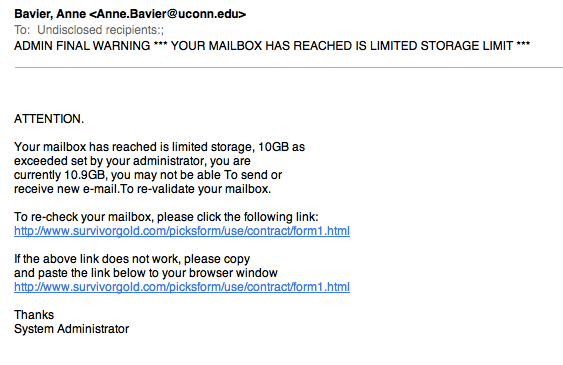 Bavier, Anne <Anne.Bavier@uconn.edu>
To: Undisclosed recipients:;
ADMIN FINAL WARNING *** YOUR MAILBOX HAS REACHED IS LIMITED STORAGE LIMIT ***
ATTENTION.
Your mailbox has reached is limited storage, 10GB as
exceeded set by your administrator, you are
currently 10.9GB, you may not be able To send or
receive new e-mail.To re-validate your mailbox.
To re-check your mailbox, please click the following link:
http://www.survivorgold.com/picksform/use/contract/form1.html
If the above link does not work, please copy
and paste the link below to your browser window
http://www.survivorgold.com/picksform/use/contract/form1.html
Thanks
System Administrator